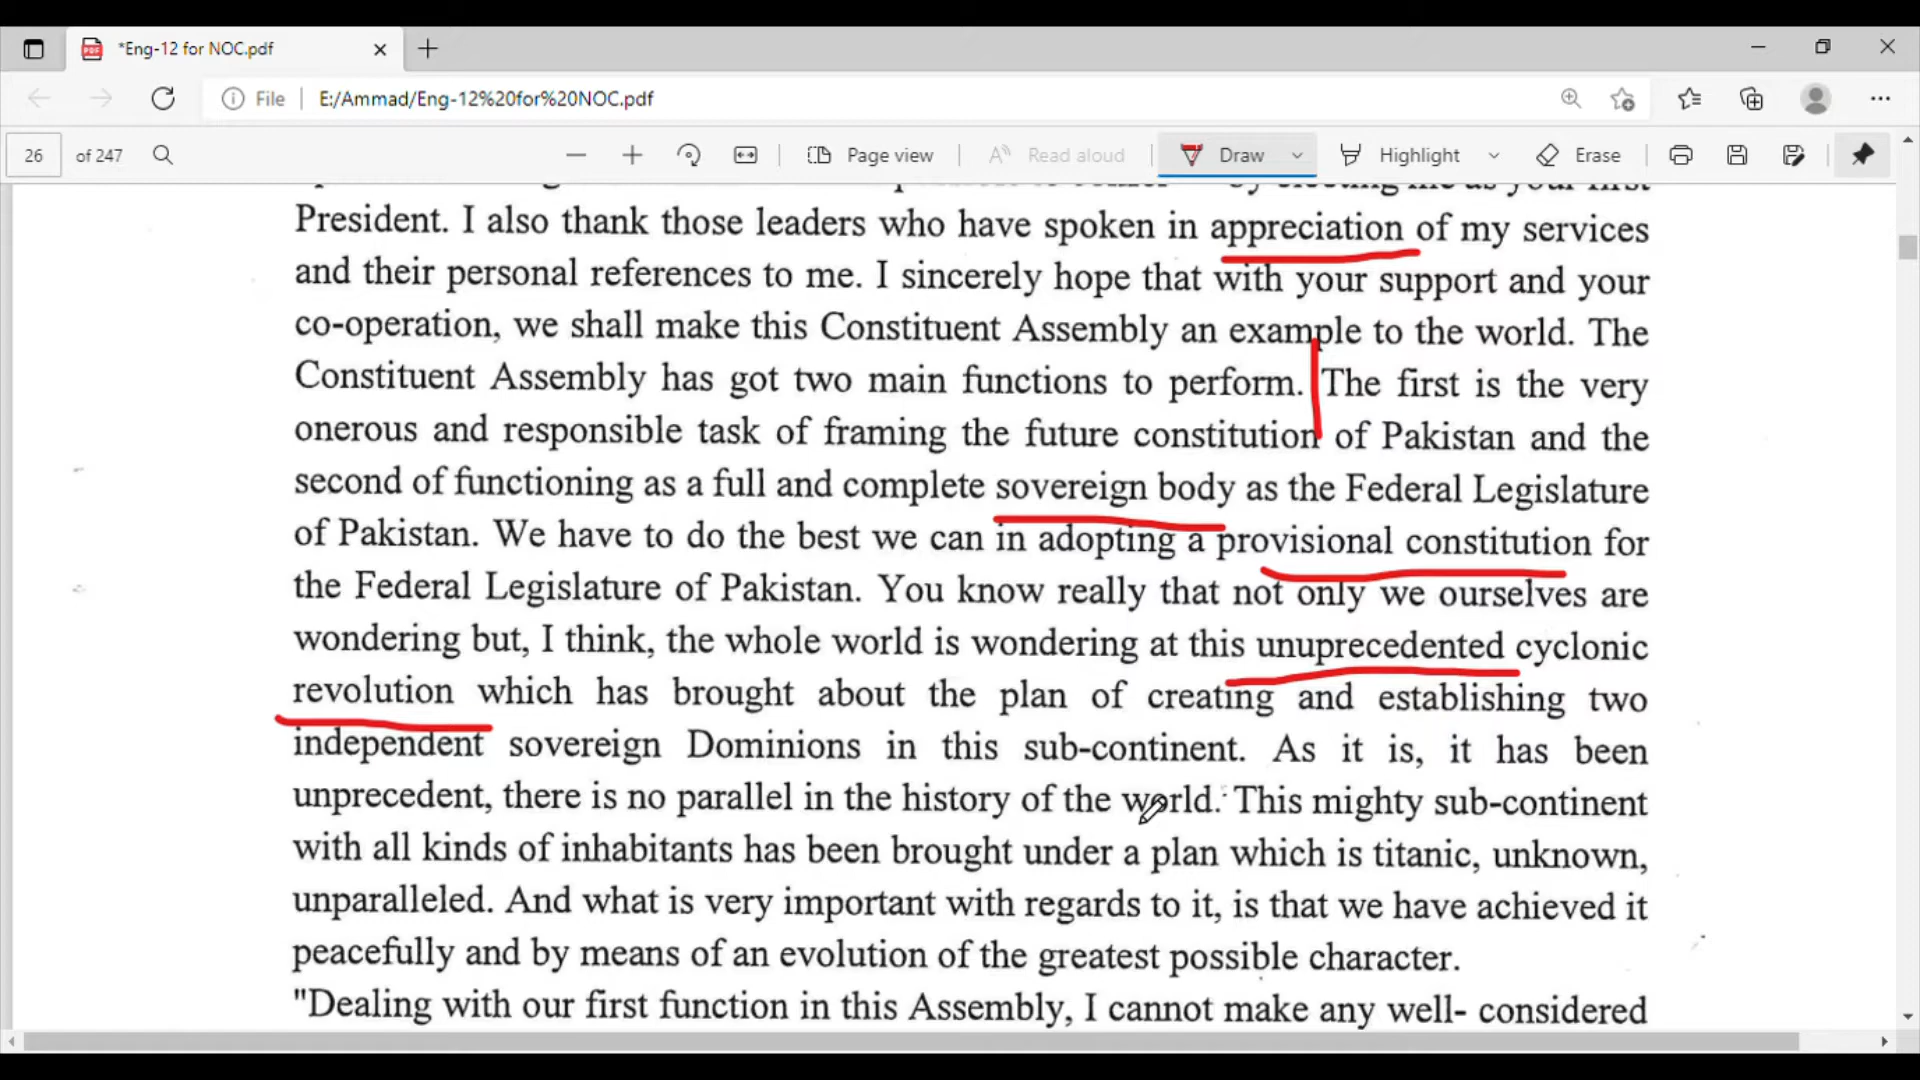 *Eng-12 for NOC.pdf
File E:/Ammad/Eng-12%20for%20NOC.pdf
26 of 247 Page view Read aloud Draw Highlight Erase
by electing me as your first
President. I also thank those leaders who have spoken in appreciation of my services
and their personal references to me. I sincerely hope that with your support and your
co-operation, we shall make this Constituent Assembly an example to the world. The
Constituent Assembly has got two main functions to perform. The first is the very
onerous and responsible task of framing the future constitution of Pakistan and the
second of functioning as a full and complete sovereign body as the Federal Legislature
of Pakistan. We have to do the best we can in adopting a provisional constitution for
the Federal Legislature of Pakistan. You know really that not only we ourselves are
wondering but, I think, the whole world is wondering at this unuprecedented cyclonic
revolution which has brought about the plan of creating and establishing two
independent sovereign Dominions in this sub-continent. As it is, it has been
unprecedent, there is no parallel in the history of the world. This mighty sub-continent
with all kinds of inhabitants has been brought under a plan which is titanic, unknown,
unparalleled. And what is very important with regards to it, is that we have achieved it
peacefully and by means of an evolution of the greatest possible character.
"Dealing with our first function in this Assembly, I cannot make any well- considered